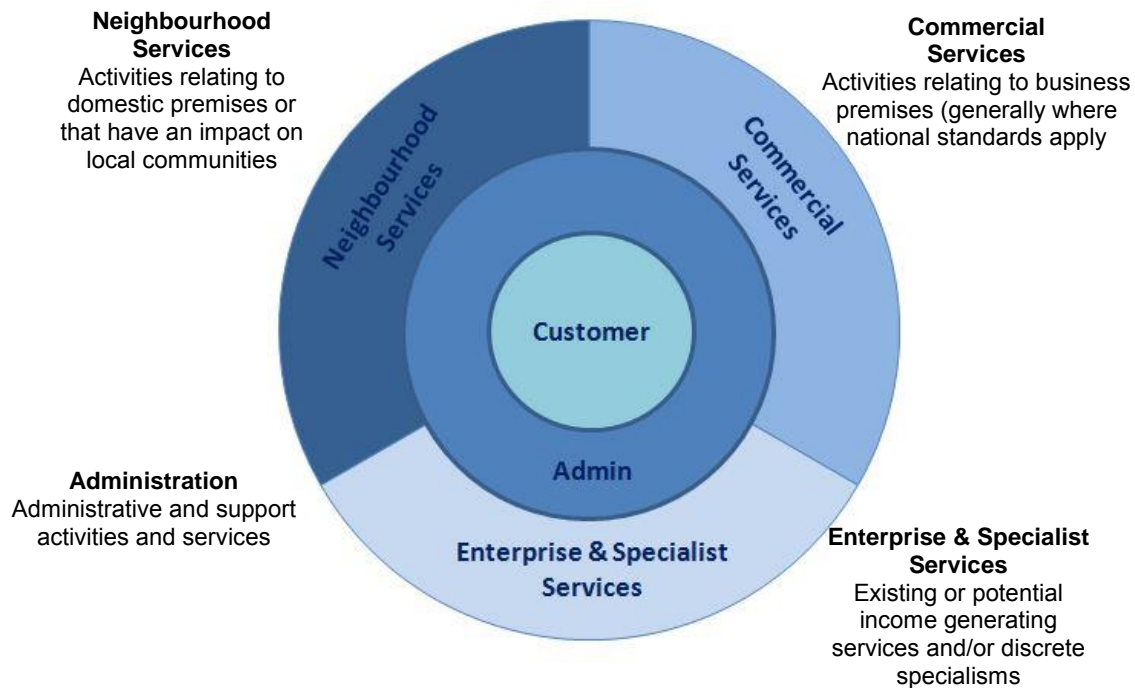 Neighbourhood
Services
Activities relating to
domestic premises or
that have an impact on
local communities
Commercial
Services
Activities relating to business
premises (generally where
national standards apply
Neighbourhood
Services
Commercial
Services
Customer
Admin
Enterprise & Specialist
Services
Administration
Administrative and support
activities and services
Enterprise & Specialist
Services
Existing or potential
income generating
services and/or discrete
specialisms